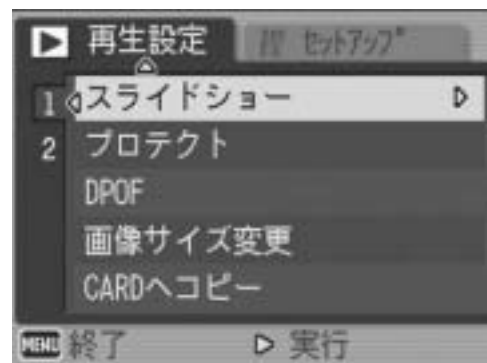 再生設定 セットアップ
1 スライドショー
2 プロテクト
DPOF
画像サイズ変更
CARDへコピー
MENU 終了 実行